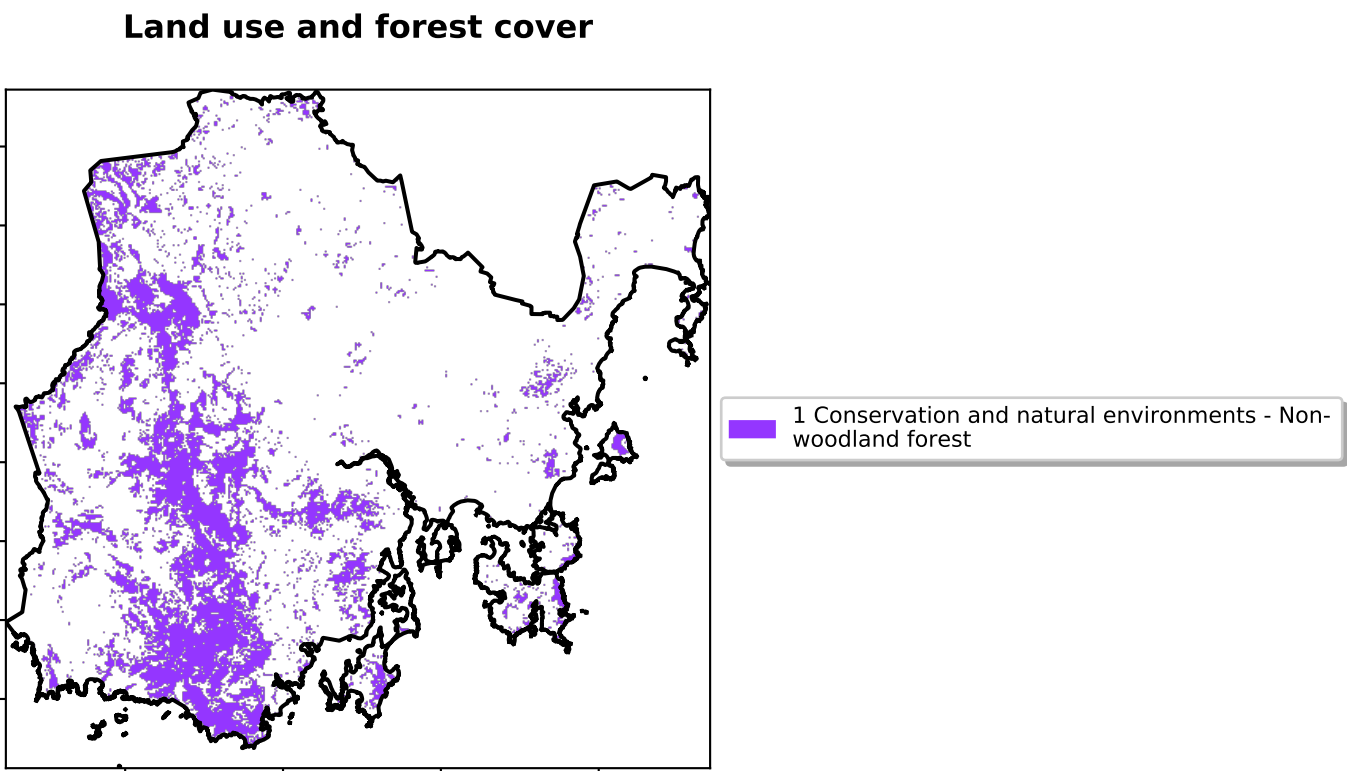 Land use and forest cover
1 Conservation and natural environments - Non-
woodland forest